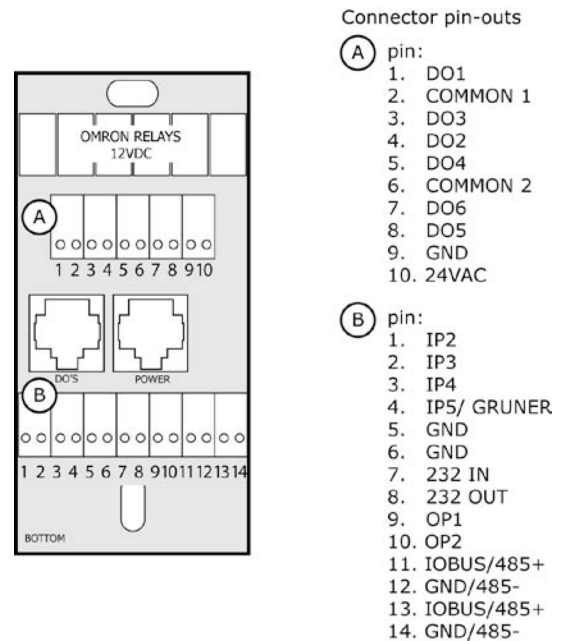 Connector pin-outs
A pin:
1. DO1
2. COMMON 1
3. DO3
4. DO2
5. DO4
6. COMMON 2
7. DO6
8. DO5
9. GND
10. 24VAC
B pin:
1. IP2
2. IP3
3. IP4
4. IP5/ GRUNER
5. GND
6. GND
7. 232 IN
8. 232 OUT
9. OP1
10. OP2
11. IOBUS/485+
12. GND/485-
13. IOBUS/485+
14. GND/485-
OMRON RELAYS
12VDC
A
1 2 3 4 5 6 7 8 9 10
DO'S POWER
B
1 2 3 4 5 6 7 8 9 10 11 12 13 14
BOTTOM